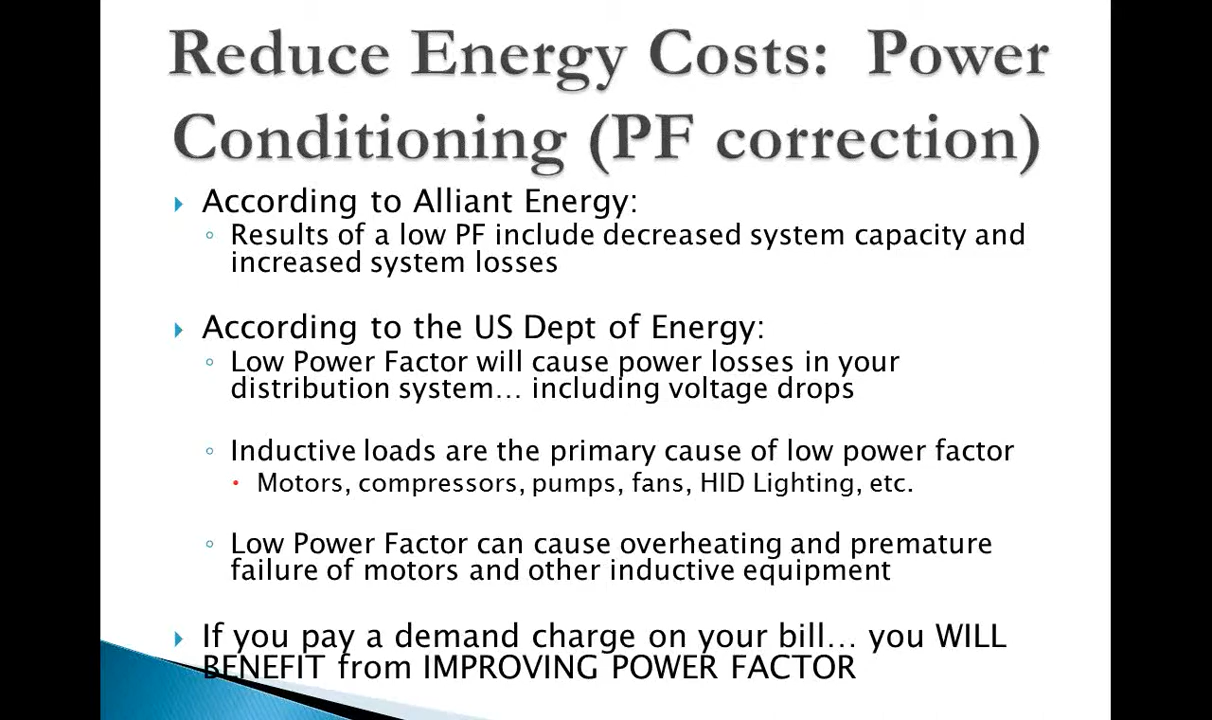 Reduce Energy Costs: Power
Conditioning (PF correction)
According to Alliant Energy:
Results of a low PF include decreased system capacity and
increased system losses
According to the US Dept of Energy:
Low Power Factor will cause power losses in your
distribution system... including voltage drops
Inductive loads are the primary cause of low power factor
Motors, compressors, pumps, fans, HID Lighting, etc.
Low Power Factor can cause overheating and premature
failure of motors and other inductive equipment
If you pay a demand charge on your bill... you WILL
BENEFIT from IMPROVING POWER FACTOR